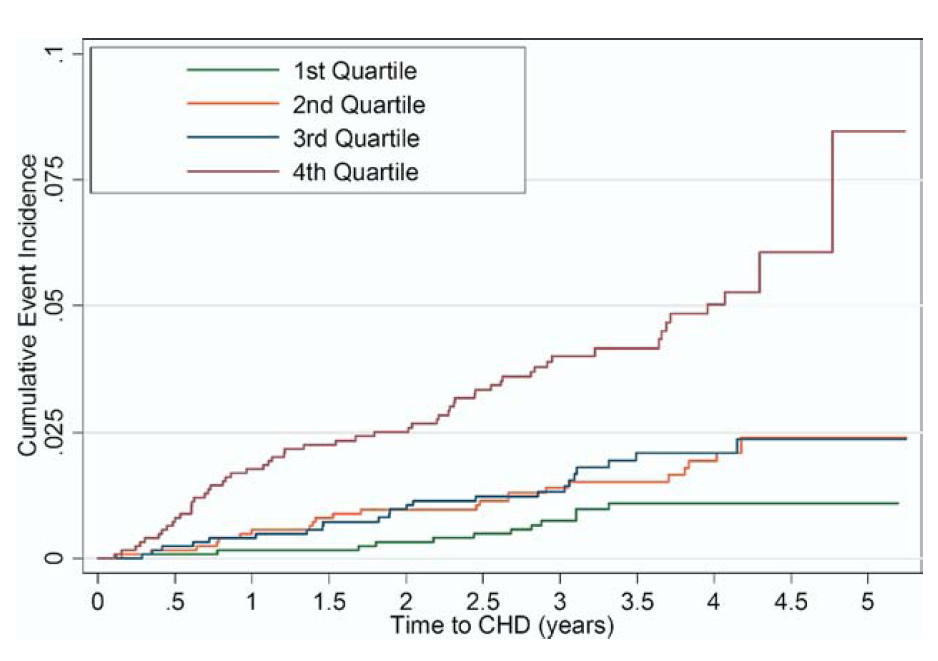 1st Quartile
2nd Quartile
3rd Quartile
4th Quartile
Cumulative Event Incidence
.1
.075
.05
.025
0
0 .5 1 1.5 2 2.5 3 3.5 4 4.5 5
Time to CHD (years)